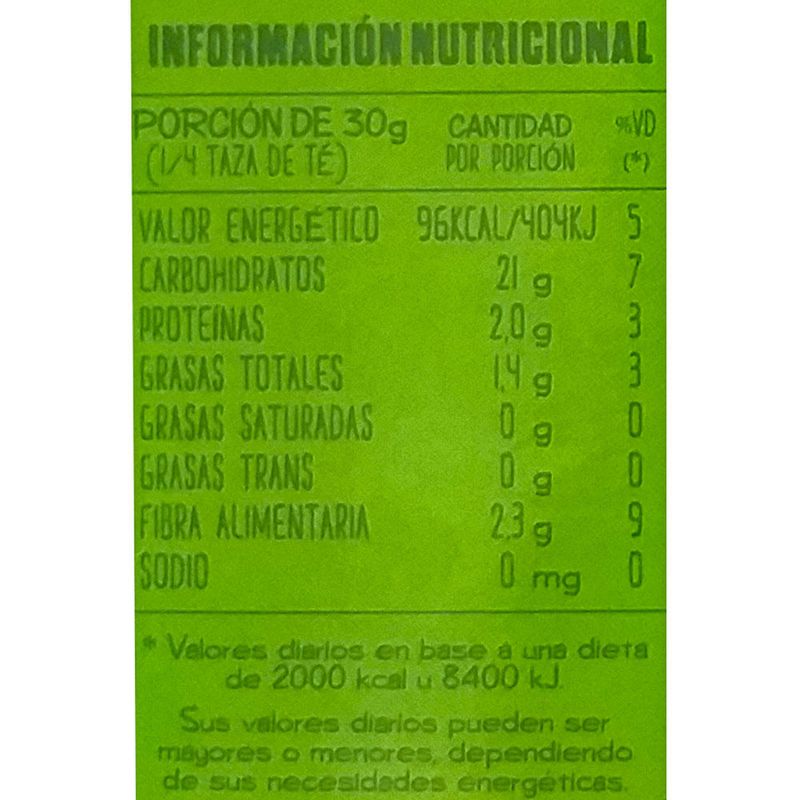 INFORMACIÓN NUTRICIONAL
PORCIÓN DE 30g CANTIDAD %VD
(1/4 TAZA DE TÉ) POR PORCIÓN (*)
VALOR ENERGÉTICO 96KCAL/404KJ 5
CARBOHIDRATOS 21 g 7
PROTEÍNAS 2,0 g 3
GRASAS TOTALES 1,4 g 3
GRASAS SATURADAS 0 g 0
GRASAS TRANS 0 g 0
FIBRA ALIMENTARIA 2,3 g 9
SODIO 0 mg 0
* Valores diarios en base a una dieta
de 2000 kcal u 8400 kJ.
Sus valores diarios pueden ser
mayores o menores, dependiendo
de sus necesidades energéticas.